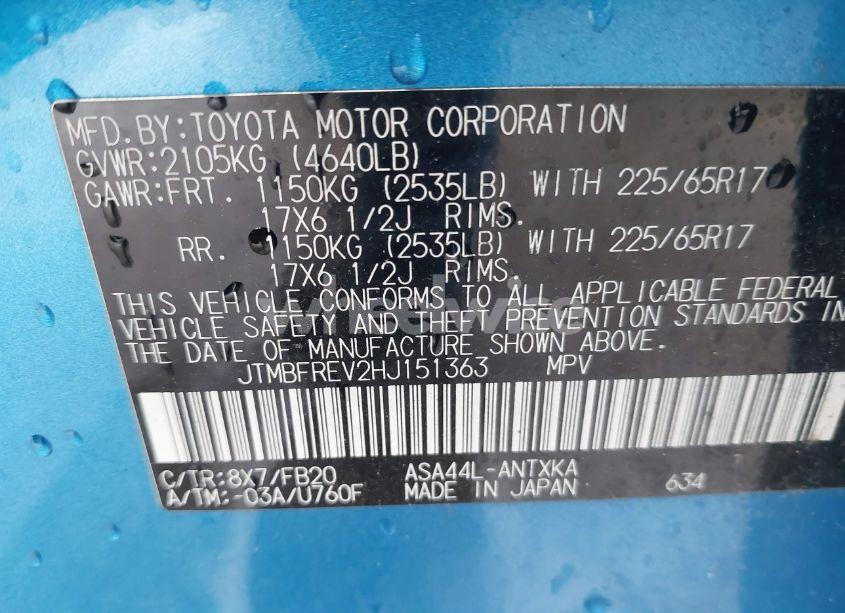 MFD.BY:TOYOTA MOTOR CORPORATION
GVWR:2105KG (4640LB)
GAWR:FRT. 1150KG (2535LB) WITH 225/65R17
17X6 1/2J RIMS.
RR. 1150KG (2535LB) WITH 225/65R17
17X6 1/2J RIMS.
THIS VEHICLE CONFORMS TO ALL APPLICABLE FEDERAL
VEHICLE SAFETY AND THEFT PREVENTION STANDARDS IN
THE DATE OF MANUFACTURE SHOWN ABOVE.
JTMBFREV2HJ151363 MPV
C/TR:8X7/FB20 ASA44L-ANTXKA
A/TM:-03A/U760F MADE IN JAPAN 634